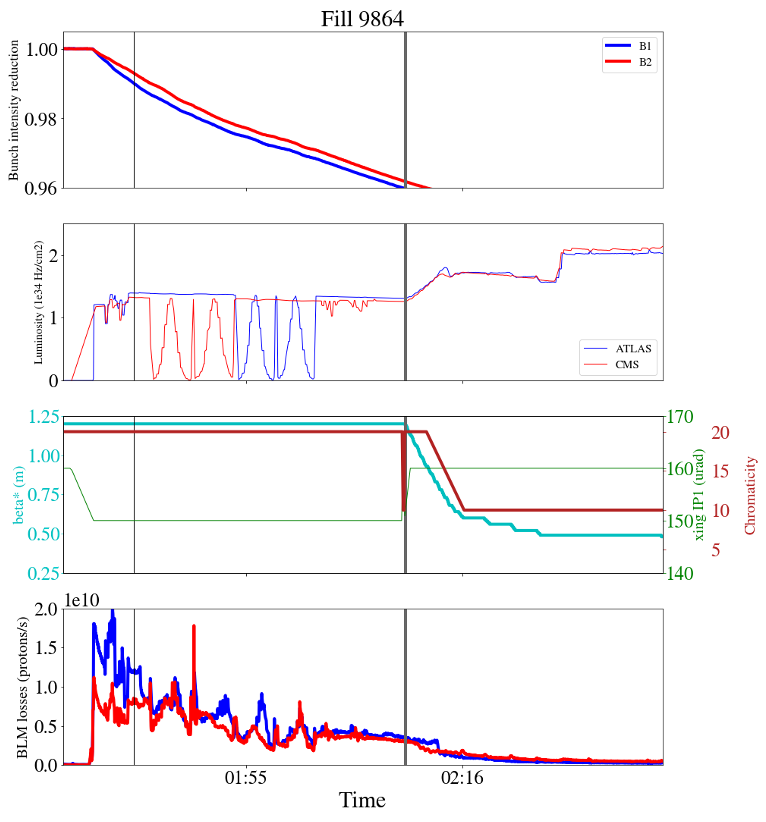 Fill 9864
Bunch intensity reduction
1.00
0.98
0.96
B1
B2
Luminosity (1e34 Hz/cm2)
2
1
0
ATLAS
CMS
beta* (m)
1.25
1.00
0.75
0.50
0.25
170
160
150
140
xing IP1 (urad)
20
15
10
5
Chromaticity
1e10
BLM losses (protons/s)
2.0
1.5
1.0
0.5
0.0
01:55
02:16
Time